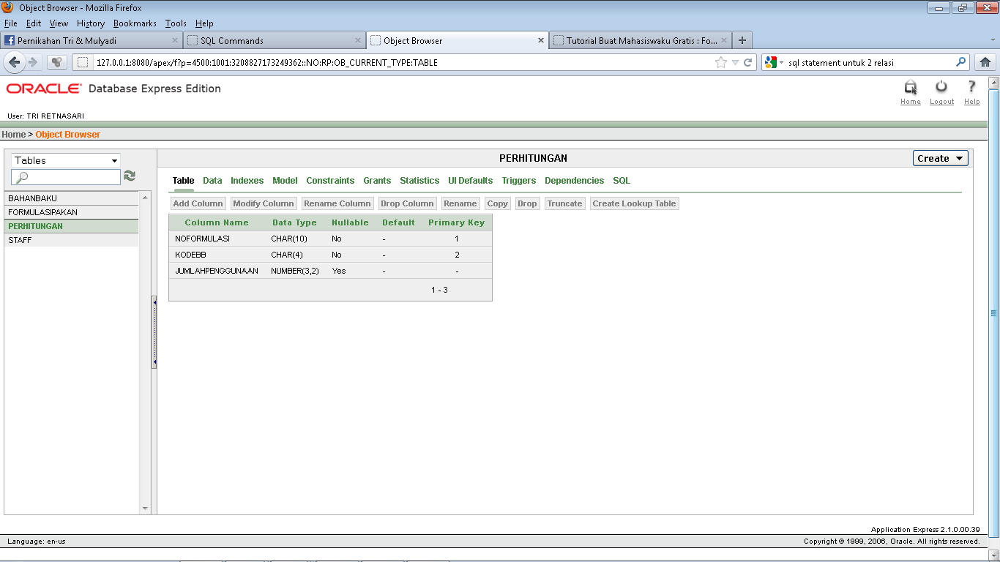 Object Browser - Mozilla Firefox
File Edit View History Bookmarks Tools Help
Pernikahan Tri & Mulyadi × SQL Commands × Object Browser × Tutorial Buat Mahasiswaku Gratis : Fo... × +
127.0.0.1:8080/apex/f?p=4500:1001:3208827173249362::NO:RP:OB_CURRENT_TYPE:TABLE sql statement untuk 2 relasi
ORACLE Database Express Edition
Home Logout Help
User: TRI RETNASARI
Home > Object Browser
Tables
PERHITUNGAN
Create
Table Data Indexes Model Constraints Grants Statistics UI Defaults Triggers Dependencies SQL
BAHANBAKU
FORMULASIPAKAN
PERHITUNGAN
STAFF
Add Column Modify Column Rename Column Drop Column Rename Copy Drop Truncate Create Lookup Table
Column Name Data Type Nullable Default Primary Key
NOFORMULASI CHAR(10) No - 1
KODEBB CHAR(4) No - 2
JUMLAHPENGGUNAAN NUMBER(3,2) Yes - -
1 - 3
Application Express 2.1.0.00.39
Language: en-us Copyright © 1999, 2006, Oracle. All rights reserved.